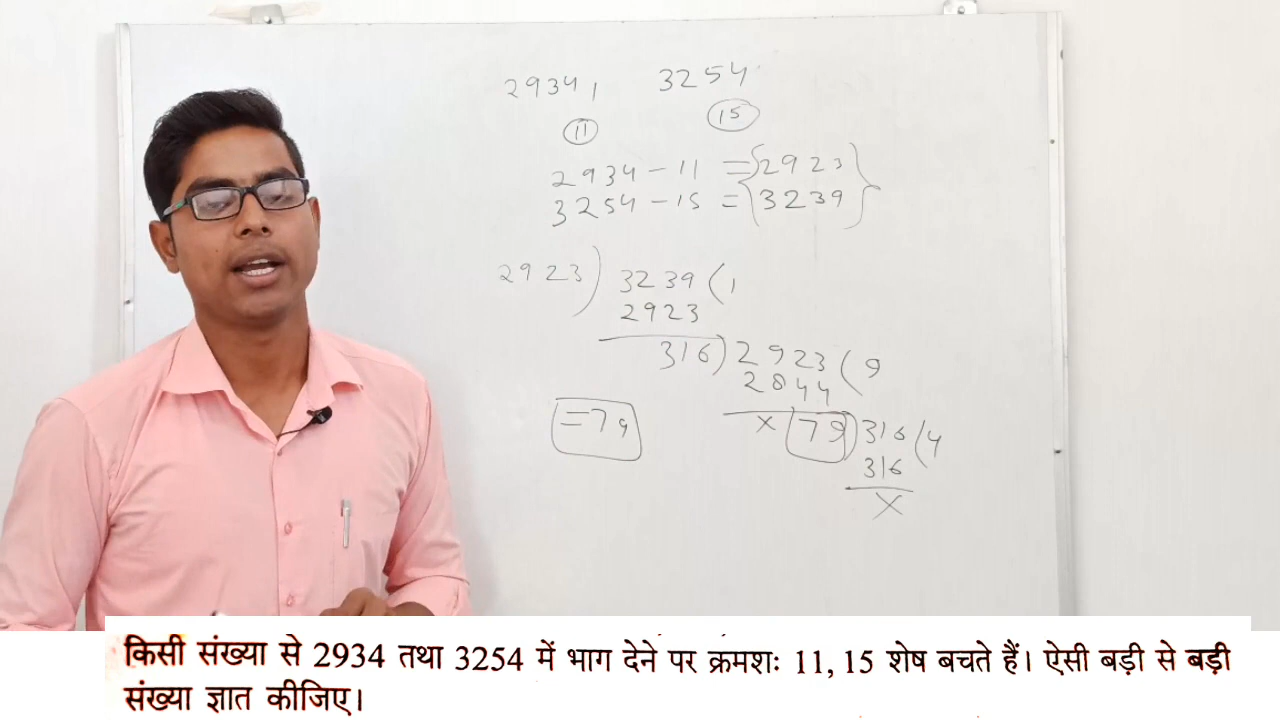 2934, 3254
11 15
2934 - 11 = 2923
3254 - 15 = 3239
2923) 3239 (1
2923
316) 2923 (9
2844
= 79 x 79) 316 (4
316
x
किसी संख्या से 2934 तथा 3254 में भाग देने पर क्रमशः 11, 15 शेष बचते हैं। ऐसी बड़ी से बड़ी
संख्या ज्ञात कीजिए।